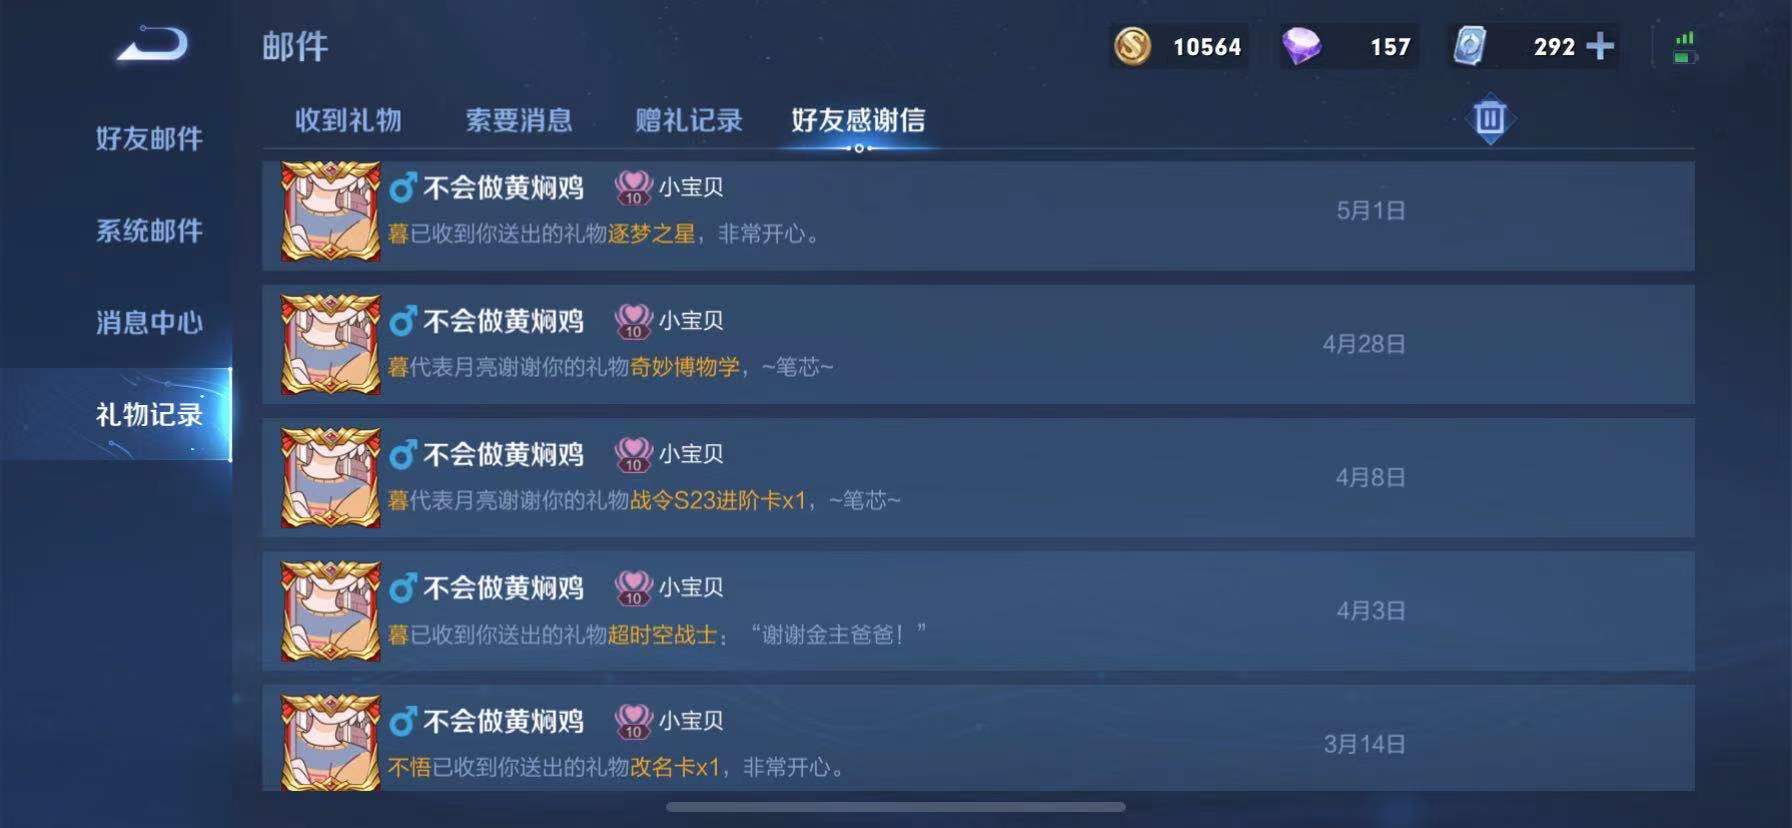 邮件
10564
157
292
好友邮件
系统邮件
消息中心
礼物记录
收到礼物
索要消息
赠礼记录
好友感谢信
不会做黄焖鸡
10
小宝贝
暮已收到你送出的礼物逐梦之星，非常开心。
5月1日
不会做黄焖鸡
10
小宝贝
暮代表月亮谢谢你的礼物奇妙博物学，~笔芯~
4月28日
不会做黄焖鸡
10
小宝贝
暮代表月亮谢谢你的礼物战令S23进阶卡x1，~笔芯~
4月8日
不会做黄焖鸡
10
小宝贝
暮已收到你送出的礼物超时空战士：“谢谢金主爸爸！”
4月3日
不会做黄焖鸡
10
小宝贝
不悟已收到你送出的礼物改名卡x1，非常开心。
3月14日